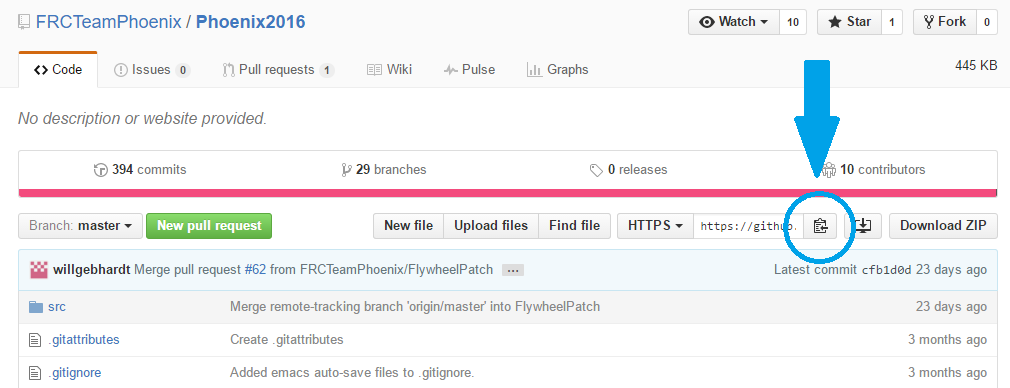 FRCTeamPhoenix / Phoenix2016 Watch 10 Star 1 Fork 0
Code Issues 0 Pull requests 1 Wiki Pulse Graphs 445 KB
No description or website provided.
394 commits 29 branches 0 releases 10 contributors
Branch: master New pull request New file Upload files Find file HTTPS https://github. Download ZIP
willgebhardt Merge pull request #62 from FRCTeamPhoenix/FlywheelPatch ... Latest commit cfb1d0d 23 days ago
src Merge remote-tracking branch 'origin/master' into FlywheelPatch 23 days ago
.gitattributes Create .gitattributes 3 months ago
.gitignore Added emacs auto-save files to .gitignore. 3 months ago